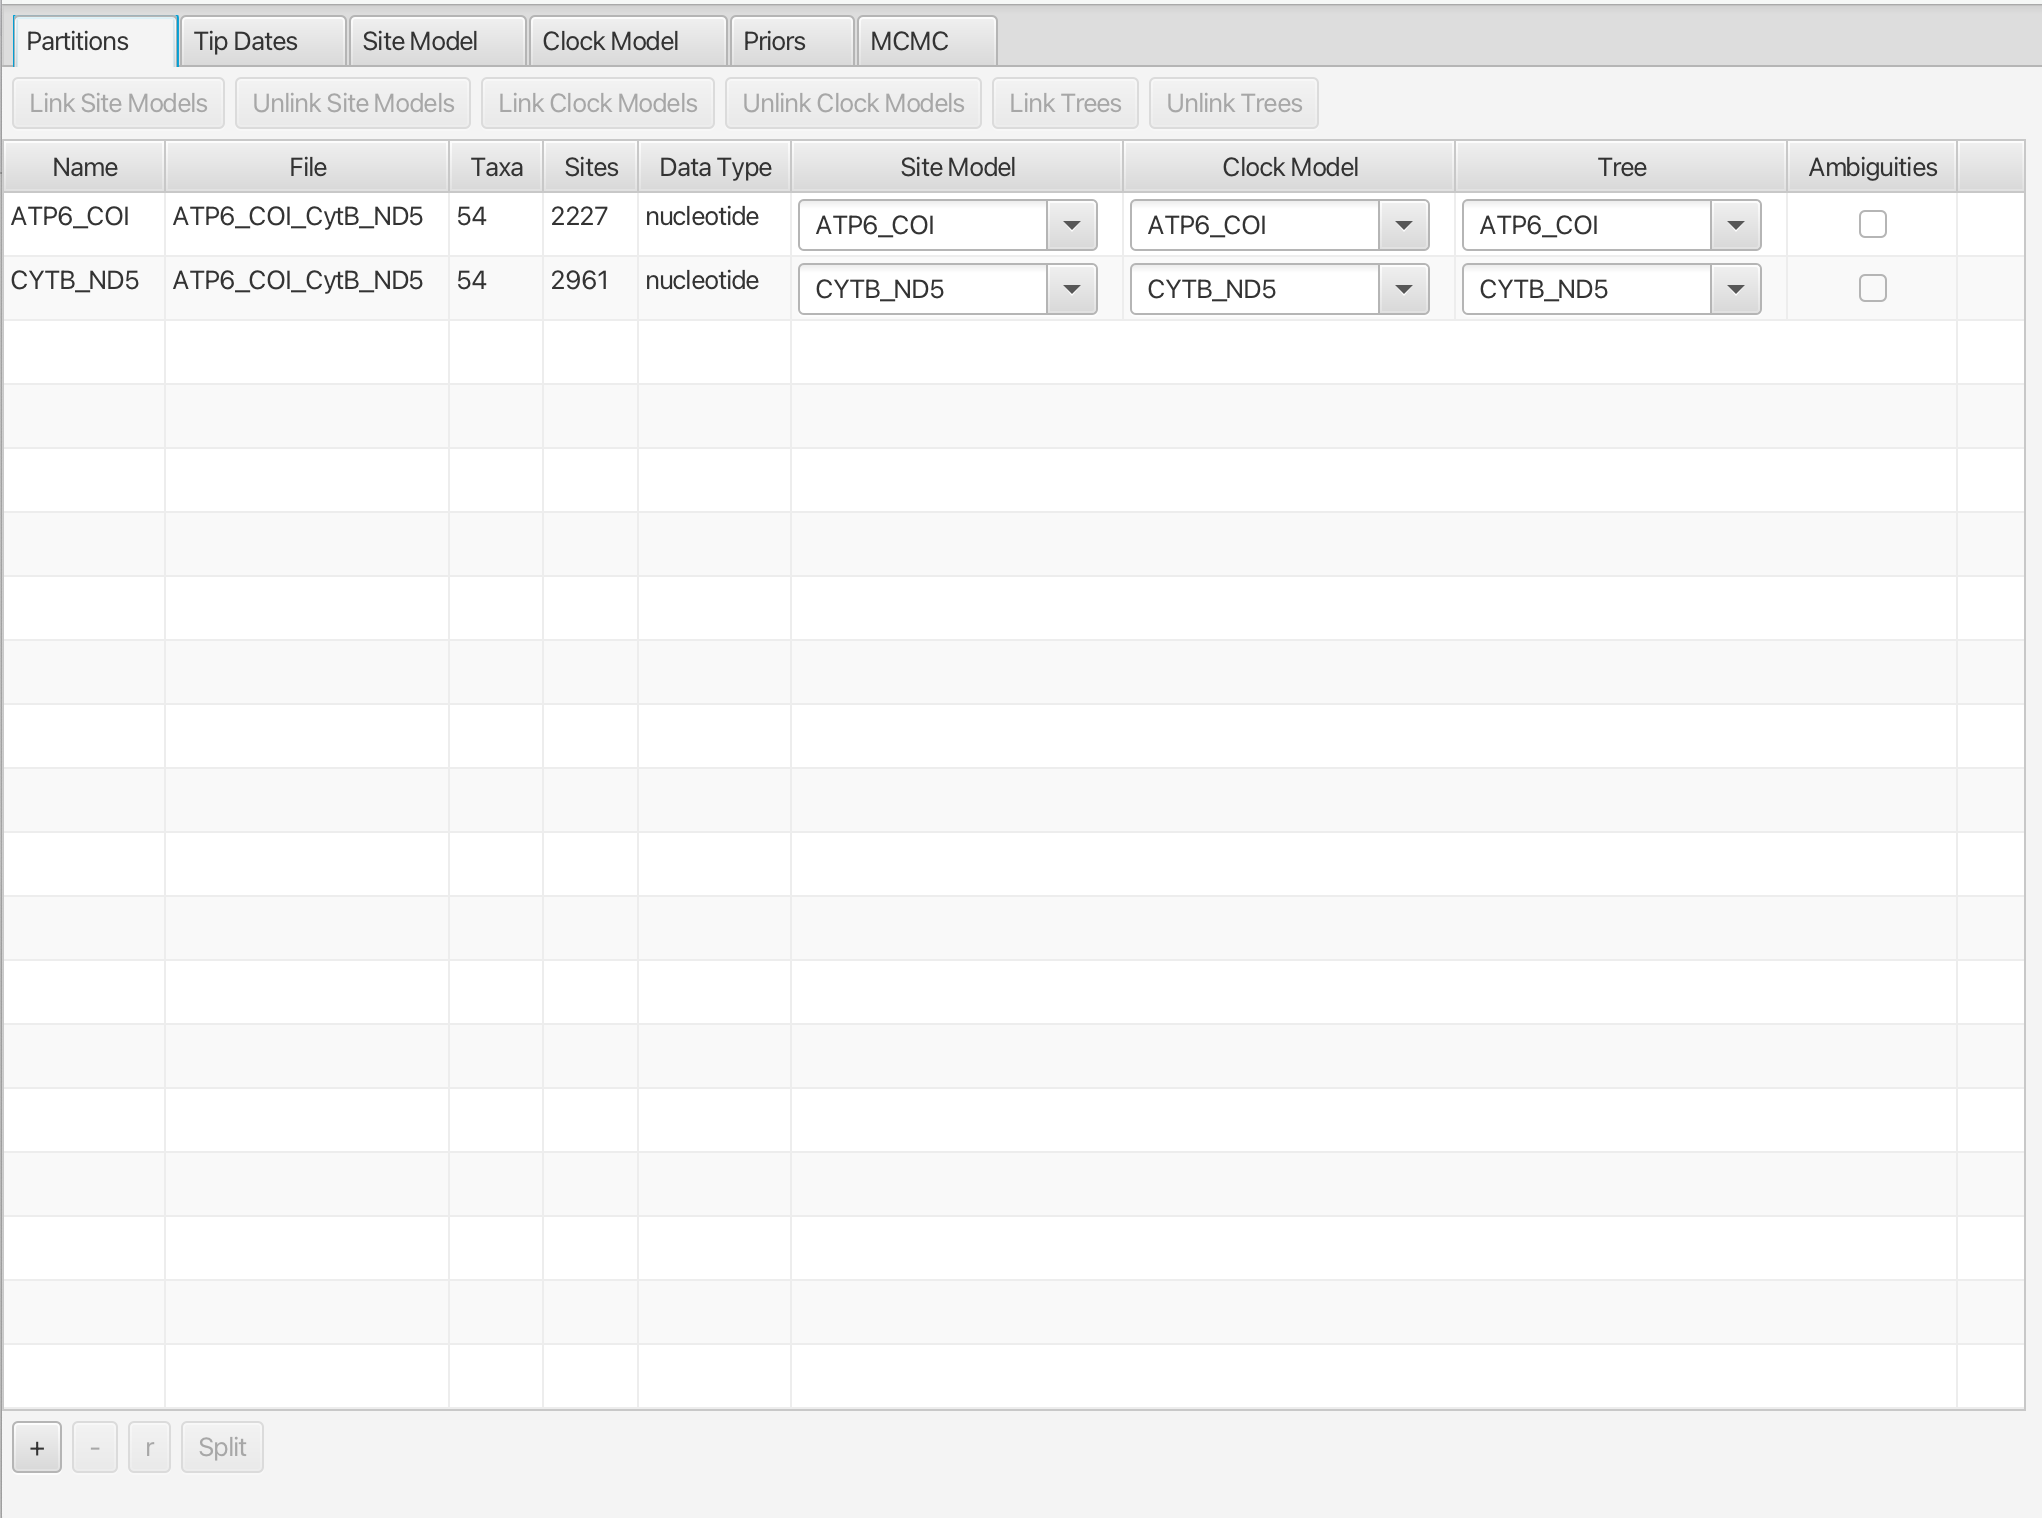 Partitions Tip Dates Site Model Clock Model Priors MCMC
Link Site Models Unlink Site Models Link Clock Models Unlink Clock Models Link Trees Unlink Trees
Name File Taxa Sites Data Type Site Model Clock Model Tree Ambiguities
ATP6_COI ATP6_COI_CytB_ND5 54 2227 nucleotide ATP6_COI ATP6_COI ATP6_COI
CYTB_ND5 ATP6_COI_CytB_ND5 54 2961 nucleotide CYTB_ND5 CYTB_ND5 CYTB_ND5
+ - r Split